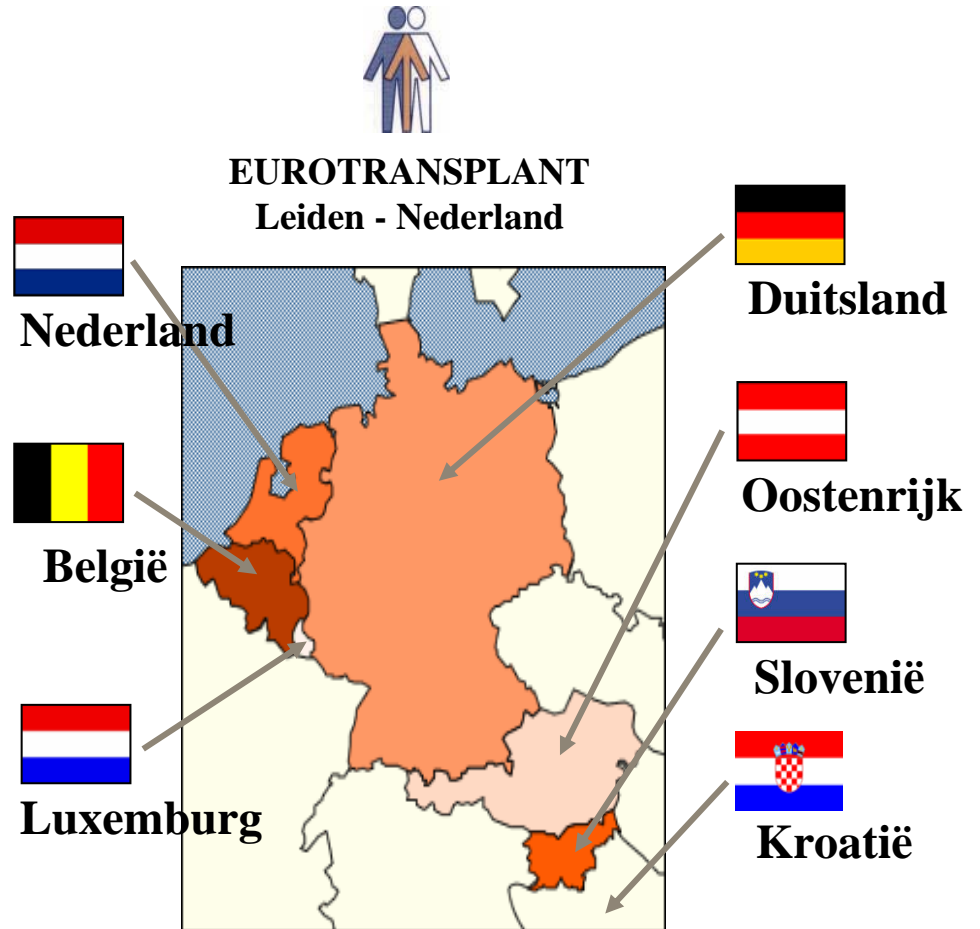 EUROTRANSPLANT
Leiden - Nederland
Nederland
Duitsland
België
Oostenrijk
Slovenië
Luxemburg
Kroatië